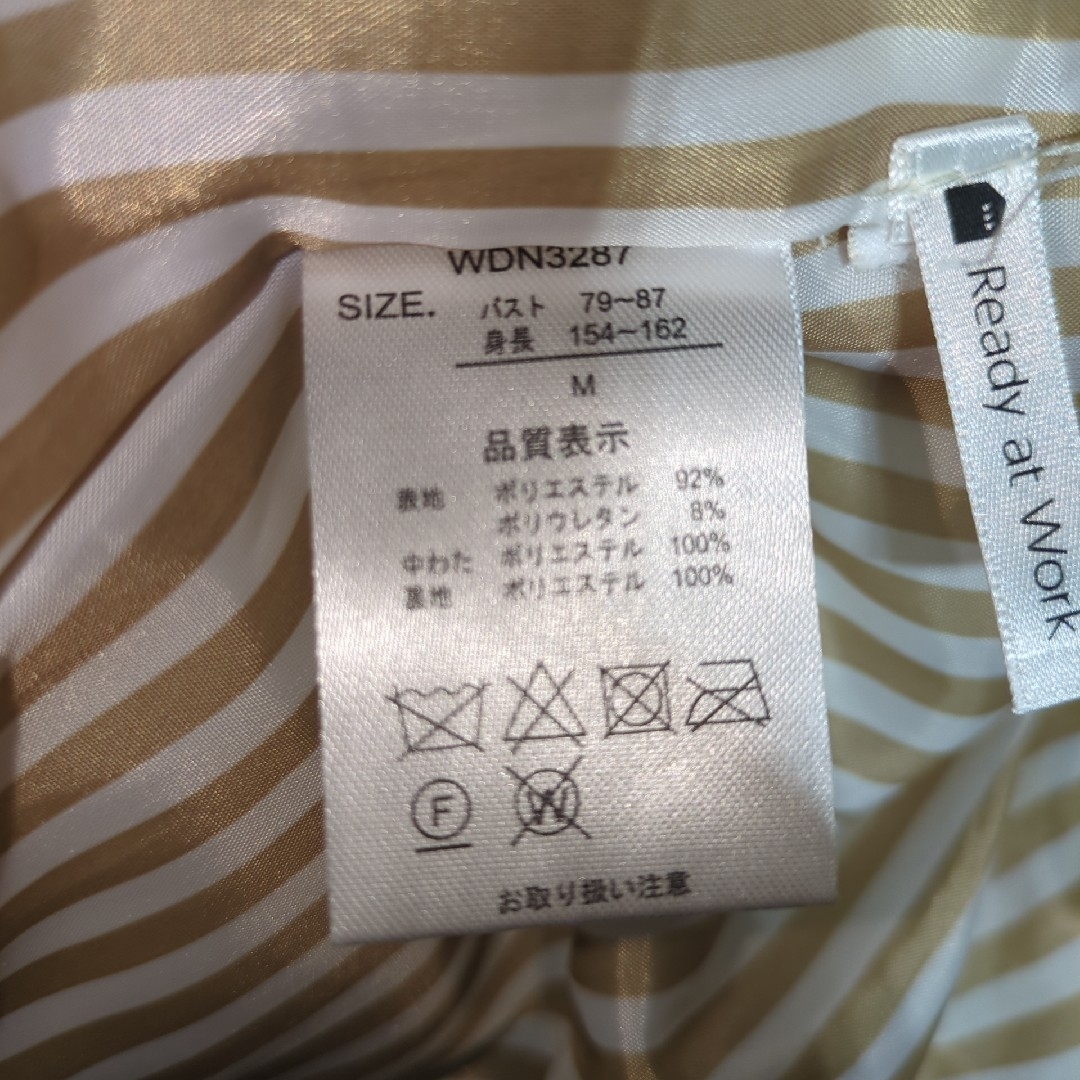 WDN3287
SIZE. バスト 79~87
身長 154~162
M
品質表示
表地 ポリエステル 92%
ポリウレタン 8%
中わた ポリエステル 100%
裏地 ポリエステル 100%
F W
お取り扱い注意
Ready at Work